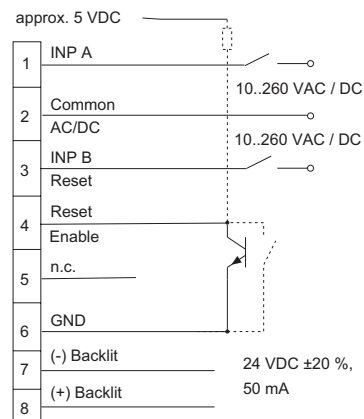 approx. 5 VDC
1
INP A
10..260 VAC / DC
2
Common
AC/DC
10..260 VAC / DC
3
INP B
Reset
4
Reset
Enable
5
n.c.
6
GND
7
(-) Backlit
24 VDC ±20 %,
50 mA
8
(+) Backlit